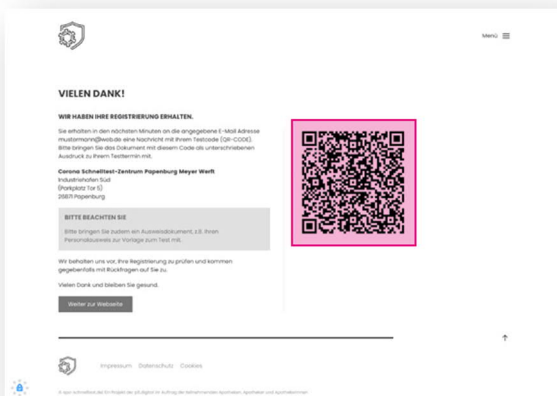 Menü
VIELEN DANK!
WIR HABEN IHRE REGISTRIERUNG ERHALTEN.
Sie erhalten in den nächsten Minuten an die angegebene E-Mail Adresse
mustermann@web.de eine Nachricht mit Ihrem Testcode (QR-CODE).
Bitte bringen Sie das Dokument mit diesem Code als unterschriebenen
Ausdruck zu Ihrem Testtermin mit.
Corona Schnelltest-Zentrum Papenburg Meyer Werft
Industriehafen Süd
(Parkplatz Tor 5)
26871 Papenburg
BITTE BEACHTEN SIE
Bitte bringen Sie zudem ein Ausweisdokument, z.B. Ihren
Personalausweis zur Vorlage zum Test mit.
Wir behalten uns vor, Ihre Registrierung zu prüfen und kommen
gegebenfalls mit Rückfragen auf Sie zu.
Vielen Dank und bleiben Sie gesund.
Weiter zur Webseite
Impressum Datenschutz Cookies